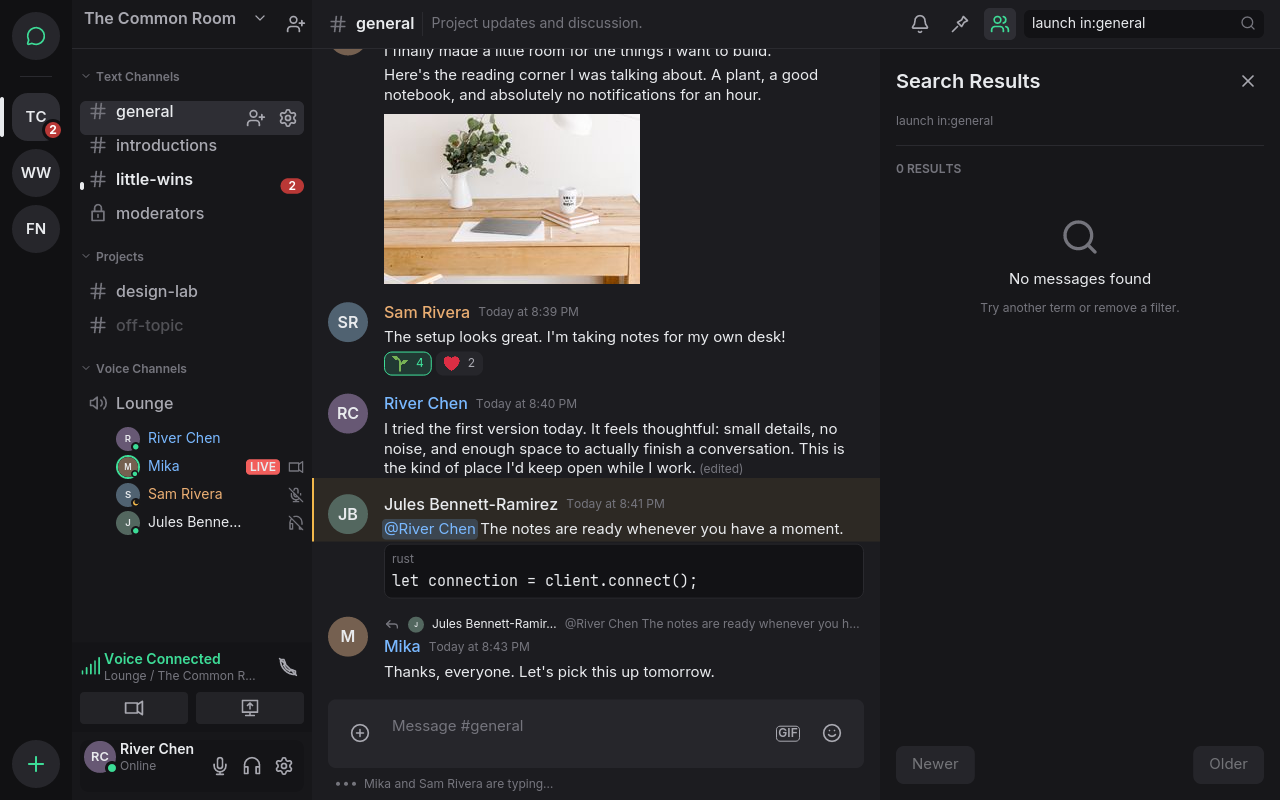 The Common Room
# general
Project updates and discussion.
launch in:general
TC
2
WW
FN
Text Channels
general
introductions
little-wins
2
moderators
Projects
design-lab
off-topic
Voice Channels
Lounge
R
River Chen
M
Mika
LIVE
S
Sam Rivera
J
Jules Benne...
Voice Connected
Lounge / The Common R...
RC
River Chen
Online
I finally made a little room for the things I want to build.
Here's the reading corner I was talking about. A plant, a good
notebook, and absolutely no notifications for an hour.
SR
Sam Rivera Today at 8:39 PM
The setup looks great. I'm taking notes for my own desk!
4
2
RC
River Chen Today at 8:40 PM
I tried the first version today. It feels thoughtful: small details, no
noise, and enough space to actually finish a conversation. This is
the kind of place I'd keep open while I work. (edited)
JB
Jules Bennett-Ramirez Today at 8:41 PM
@River Chen The notes are ready whenever you have a moment.
rust
let connection = client.connect();
J
Jules Bennett-Ramir... @River Chen The notes are ready whenever you h...
M
Mika Today at 8:43 PM
Thanks, everyone. Let's pick this up tomorrow.
Message #general
GIF
Mika and Sam Rivera are typing...
Search Results
launch in:general
0 RESULTS
No messages found
Try another term or remove a filter.
Newer
Older